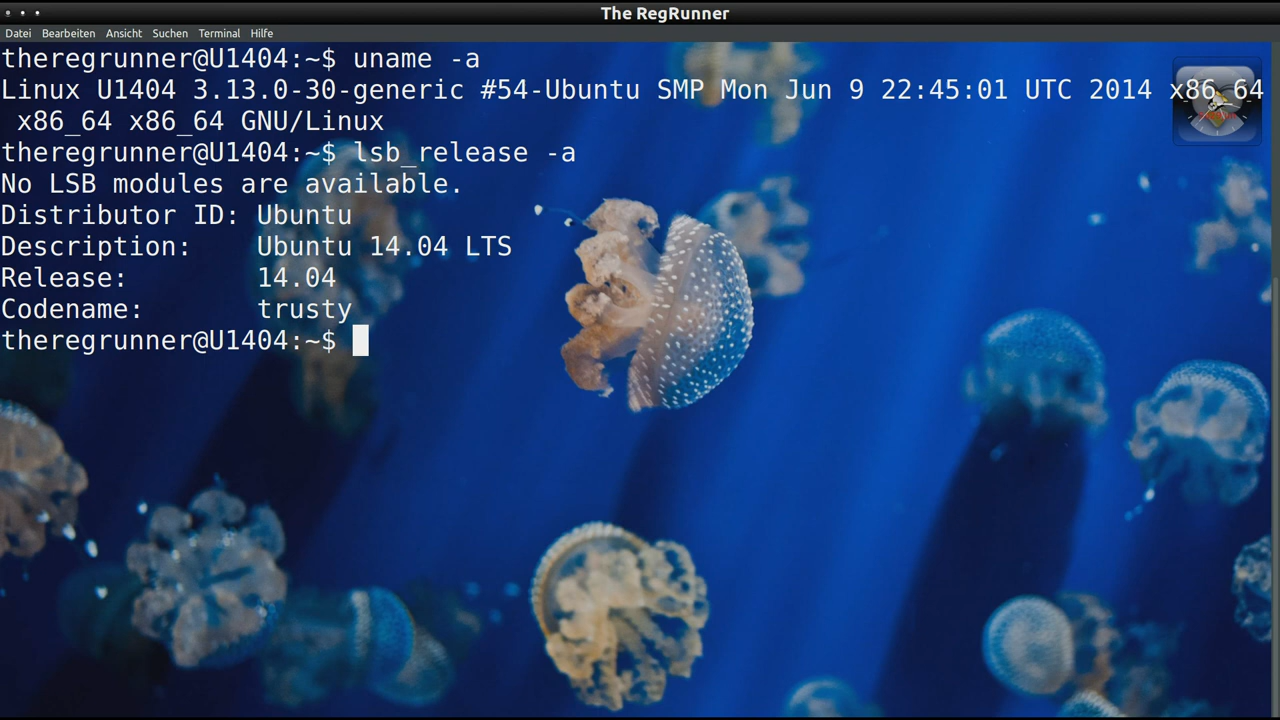 The RegRunner
Datei Bearbeiten Ansicht Suchen Terminal Hilfe
theregrunner@U1404:~$ uname -a
Linux U1404 3.13.0-30-generic #54-Ubuntu SMP Mon Jun 9 22:45:01 UTC 2014 x86_64
 x86_64 x86_64 GNU/Linux
theregrunner@U1404:~$ lsb_release -a
No LSB modules are available.
Distributor ID: Ubuntu
Description:    Ubuntu 14.04 LTS
Release:        14.04
Codename:       trusty
theregrunner@U1404:~$